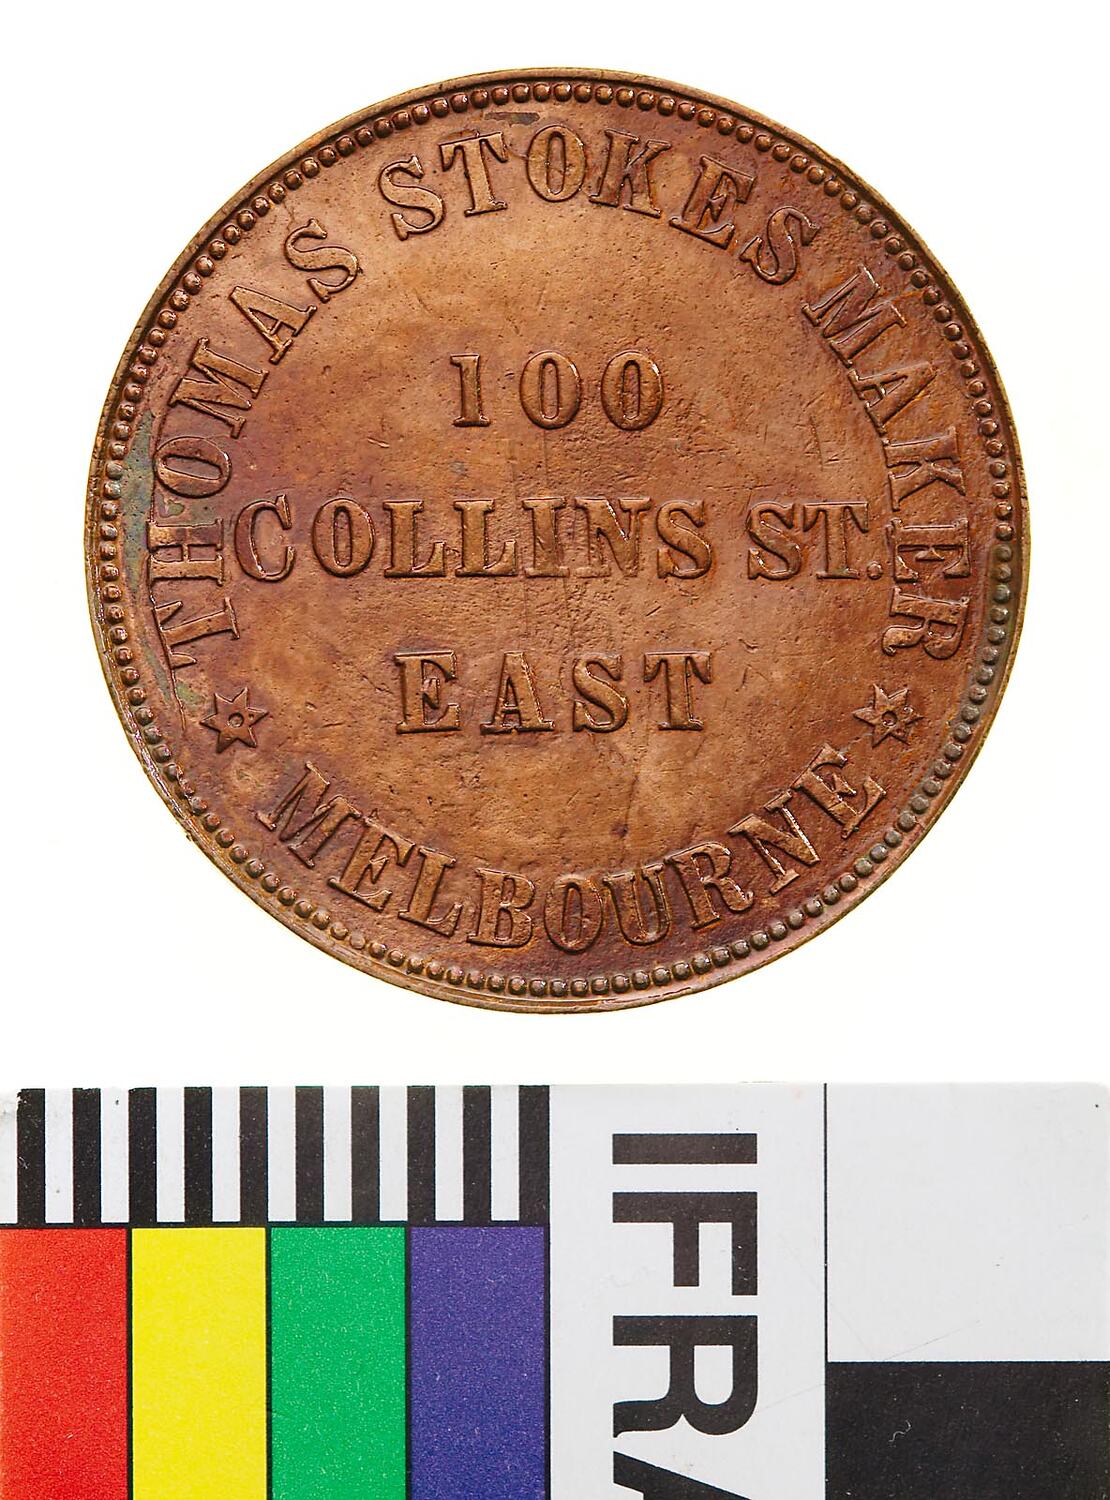 THOMAS STOKES MAKER
100
COLLINS ST.
EAST
MELBOURNE
IFRA